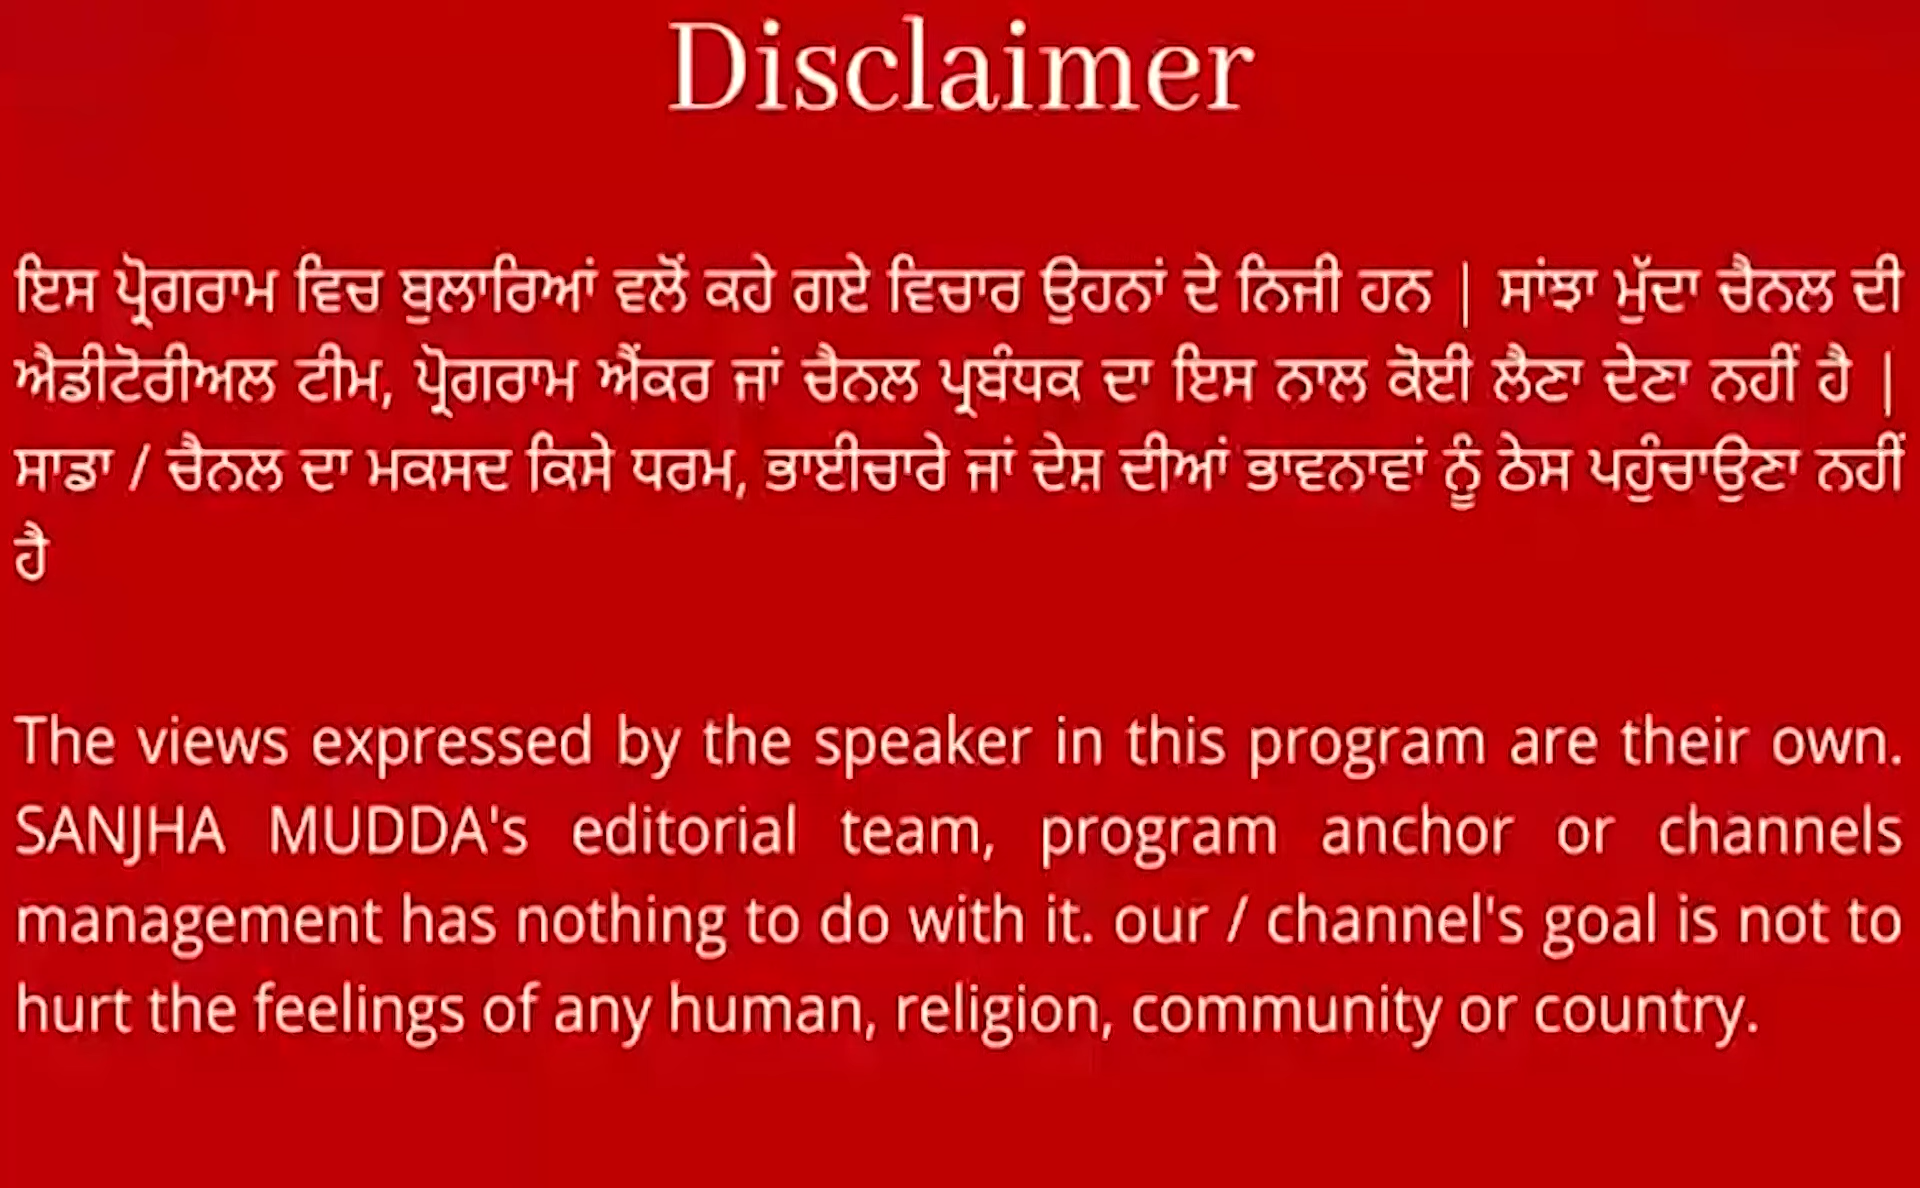 Disclaimer
ਇਸ ਪ੍ਰੋਗਰਾਮ ਵਿਚ ਬੁਲਾਰਿਆਂ ਵਲੋਂ ਕਹੇ ਗਏ ਵਿਚਾਰ ਉਹਨਾਂ ਦੇ ਨਿਜੀ ਹਨ | ਸਾਂਝਾ ਮੁੱਦਾ ਚੈਨਲ ਦੀ
ਐਡੀਟੋਰੀਅਲ ਟੀਮ, ਪ੍ਰੋਗਰਾਮ ਐਂਕਰ ਜਾਂ ਚੈਨਲ ਪ੍ਰਬੰਧਕ ਦਾ ਇਸ ਨਾਲ ਕੋਈ ਲੈਣਾ ਦੇਣਾ ਨਹੀਂ ਹੈ |
ਸਾਡਾ / ਚੈਨਲ ਦਾ ਮਕਸਦ ਕਿਸੇ ਧਰਮ, ਭਾਈਚਾਰੇ ਜਾਂ ਦੇਸ਼ ਦੀਆਂ ਭਾਵਨਾਵਾਂ ਨੂੰ ਠੇਸ ਪਹੁੰਚਾਉਣਾ ਨਹੀਂ
ਹੈ
The views expressed by the speaker in this program are their own.
SANJHA MUDDA's editorial team, program anchor or channels
management has nothing to do with it. our / channel's goal is not to
hurt the feelings of any human, religion, community or country.